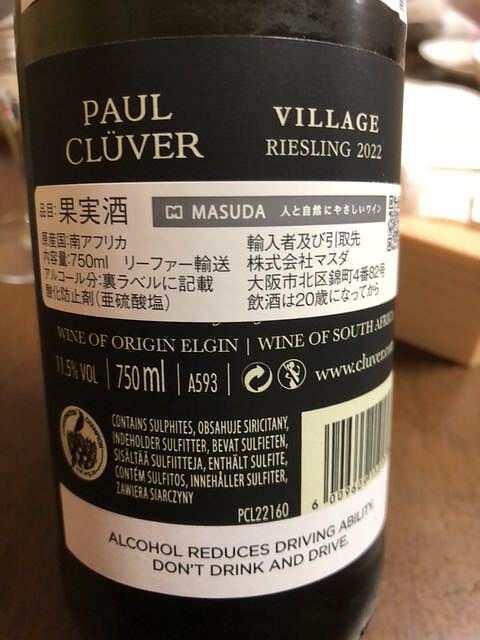 PAUL
CLÜVER
VILLAGE
RIESLING 2022
品目:果実酒
MASUDA 人と自然にやさしいワイン
原産国:南アフリカ
内容量:750ml リーファー輸送
アルコール分:裏ラベルに記載
酸化防止剤(亜硫酸塩)
輸入者及び引取先
株式会社マスダ
大阪市北区錦町4番82号
飲酒は20歳になってから
WINE OF ORIGIN ELGIN | WINE OF SOUTH AFRICA
11.5% VOL | 750 ml | A593 | www.cluver.co
CONTAINS SULPHITES, OBSAHUJE SIRICITANY,
INDEHOLDER SULFITTER, BEVAT SULFIETEN,
SISÄLTÄÄ SULFIITTEJA, ENTHÄLT SULFITE,
CONTÉM SULFITOS, INNEHÅLLER SULFITER,
ZAWIERA SIARCZYNY
PCL22160
6 009605
ALCOHOL REDUCES DRIVING ABILITY,
DON'T DRINK AND DRIVE.